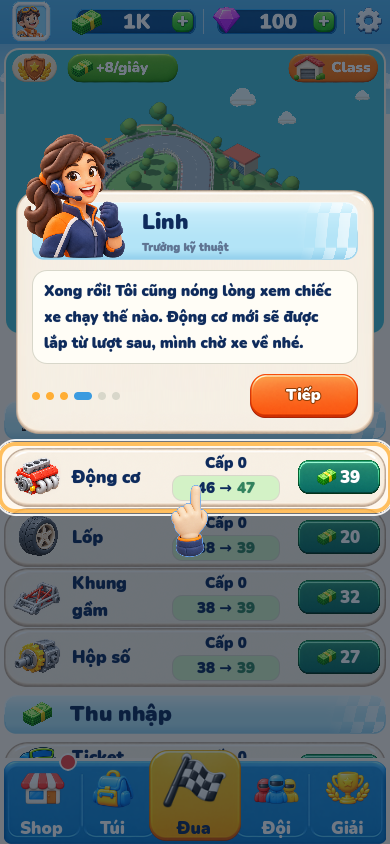 1K
100
+8/giây
Class
Linh
Trưởng kỹ thuật
Xong rồi! Tôi cũng nóng lòng xem chiếc
xe chạy thế nào. Động cơ mới sẽ được
lắp từ lượt sau, mình chờ xe về nhé.
Tiếp
Động cơ
Cấp 0
46 → 47
39
Lốp
Cấp 0
38 → 39
20
Khung
gầm
Cấp 0
38 → 39
32
Hộp số
Cấp 0
38 → 39
27
Thu nhập
Ticket
Shop
Túi
Đua
Đội
Giải